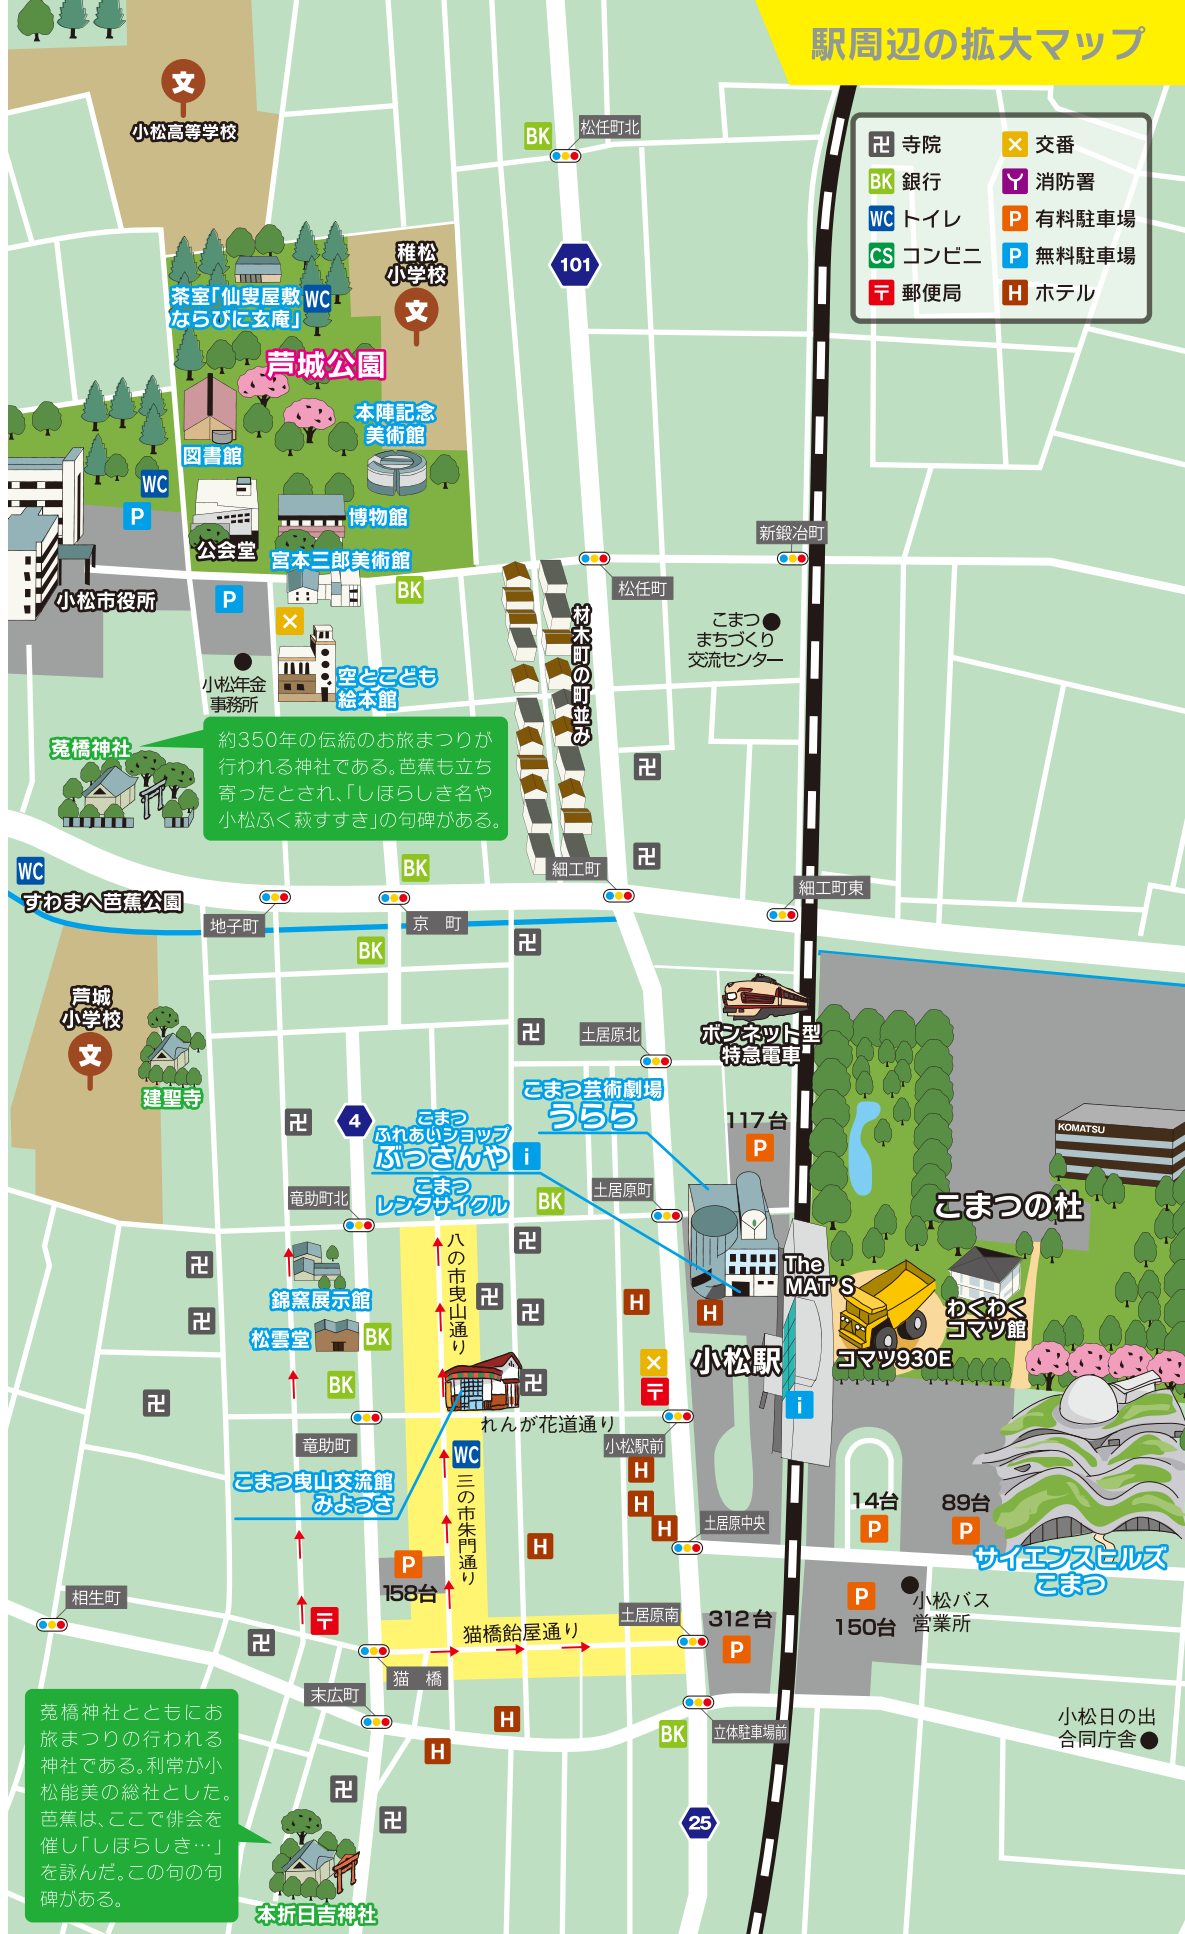 駅周辺の拡大マップ
寺院
銀行
トイレ
コンビニ
郵便局
交番
消防署
有料駐車場
無料駐車場
ホテル
BK
WC
CS
P
P
H
小松高等学校
BK
松任町北
101
稚松
小学校
茶室「仙叟屋敷
ならびに玄庵」
WC
芦城公園
本陣記念
美術館
図書館
WC
P
公会堂
博物館
宮本三郎美術館
BK
小松市役所
P
松任町
新鍛冶町
材木町の町並み
こまつ
まちづくり
交流センター
小松年金
事務所
空とこども
絵本館
菟橋神社
約350年の伝統のお旅まつりが
行われる神社である。芭蕉も立ち
寄ったとされ、「しほらしき名や
小松ふく萩すすき」の句碑がある。
WC
すわまへ芭蕉公園
BK
細工町
細工町東
地子町
京 町
BK
芦城
小学校
建聖寺
土居原北
ボンネット型
特急電車
こまつ芸術劇場
うらら
117台
P
4
こまつ
ふれあいショップ
ぶっさんや
i
こまつ
レンタサイクル
BK
土居原町
竜助町北
KOMATSU
こまつの杜
八の市曳山通り
The
MAT'S
錦窯展示館
松雲堂
BK
BK
H
H
わくわく
コマツ館
コマツ930E
小松駅
i
れんが花道通り
小松駅前
竜助町
WC
こまつ曳山交流館
みよっさ
三の市朱門通り
H
H
H
H
土居原中央
14台
P
89台
P
サイエンスヒルズ
こまつ
P
158台
相生町
土居原南
312台
P
P
150台
小松バス
営業所
猫橋飴屋通り
猫 橋
末広町
H
H
BK
立体駐車場前
小松日の出
合同庁舎
25
菟橋神社とともにお
旅まつりの行われる
神社である。利常が小
松能美の総社とした。
芭蕉は、ここで俳会を
催し「しほらしき…」
を詠んだ。この句の句
碑がある。
本折日吉神社